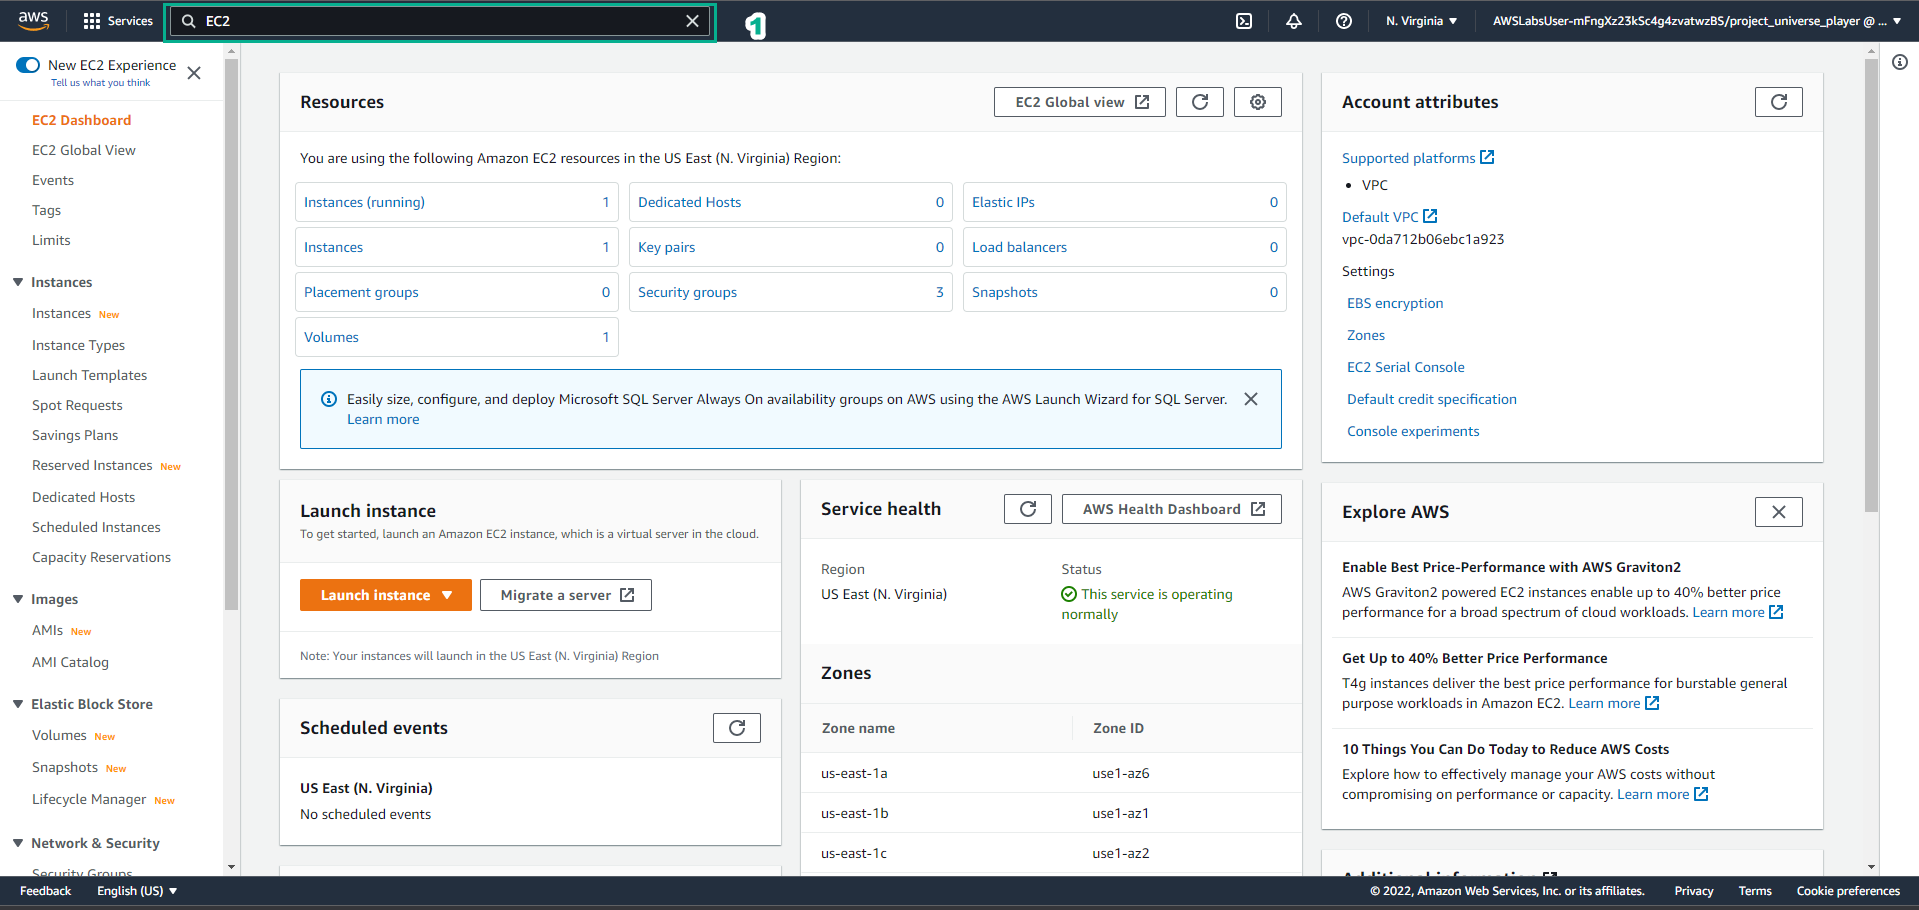 aws
Services
EC2
1
N. Virginia
AWSLabsUser-mFngXz23kSc4g4zvatwzBS/project_universe_player @ ...
New EC2 Experience
Tell us what you think
EC2 Dashboard
EC2 Global View
Events
Tags
Limits
Instances
Instances New
Instance Types
Launch Templates
Spot Requests
Savings Plans
Reserved Instances New
Dedicated Hosts
Scheduled Instances
Capacity Reservations
Images
AMIs New
AMI Catalog
Elastic Block Store
Volumes New
Snapshots New
Lifecycle Manager New
Network & Security
Security Groups
Resources
EC2 Global view
You are using the following Amazon EC2 resources in the US East (N. Virginia) Region:
Instances (running) 1
Dedicated Hosts 0
Elastic IPs 0
Instances 1
Key pairs 0
Load balancers 0
Placement groups 0
Security groups 3
Snapshots 0
Volumes 1
Easily size, configure, and deploy Microsoft SQL Server Always On availability groups on AWS using the AWS Launch Wizard for SQL Server.
Learn more
Launch instance
To get started, launch an Amazon EC2 instance, which is a virtual server in the cloud.
Launch instance
Migrate a server
Note: Your instances will launch in the US East (N. Virginia) Region
Scheduled events
US East (N. Virginia)
No scheduled events
Service health
AWS Health Dashboard
Region
US East (N. Virginia)
Status
This service is operating
normally
Zones
Zone name Zone ID
us-east-1a use1-az6
us-east-1b use1-az1
us-east-1c use1-az2
Account attributes
Supported platforms
• VPC
Default VPC
vpc-0da712b06ebc1a923
Settings
EBS encryption
Zones
EC2 Serial Console
Default credit specification
Console experiments
Explore AWS
Enable Best Price-Performance with AWS Graviton2
AWS Graviton2 powered EC2 instances enable up to 40% better price
performance for a broad spectrum of cloud workloads. Learn more
Get Up to 40% Better Price Performance
T4g instances deliver the best price performance for burstable general
purpose workloads in Amazon EC2. Learn more
10 Things You Can Do Today to Reduce AWS Costs
Explore how to effectively manage your AWS costs without
compromising on performance or capacity. Learn more
Additional information
Feedback
English (US)
© 2022, Amazon Web Services, Inc. or its affiliates.
Privacy
Terms
Cookie preferences